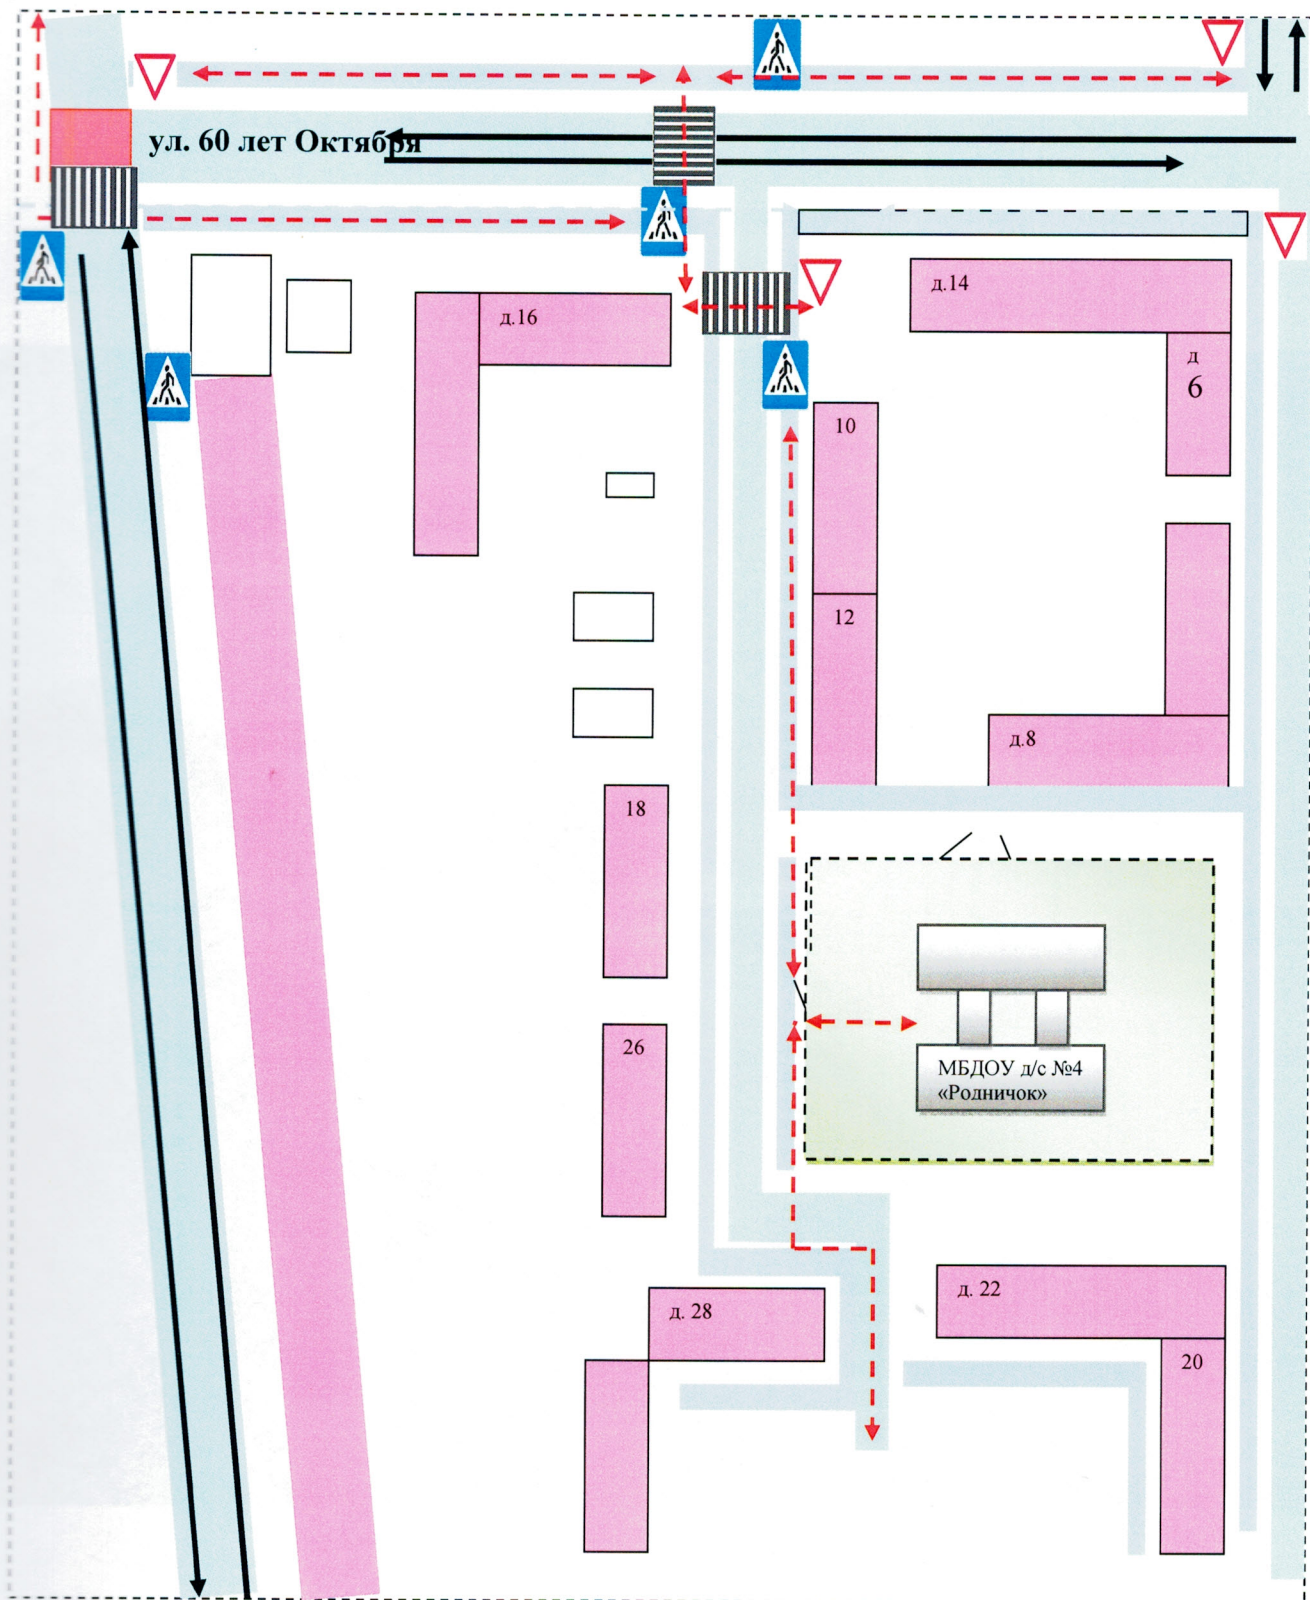 ул. 60 лет Октября
д.16
д.14
д
6
10
12
д.8
18
26
МБДОУ д/с №4
«Родничок»
д. 28
д. 22
20